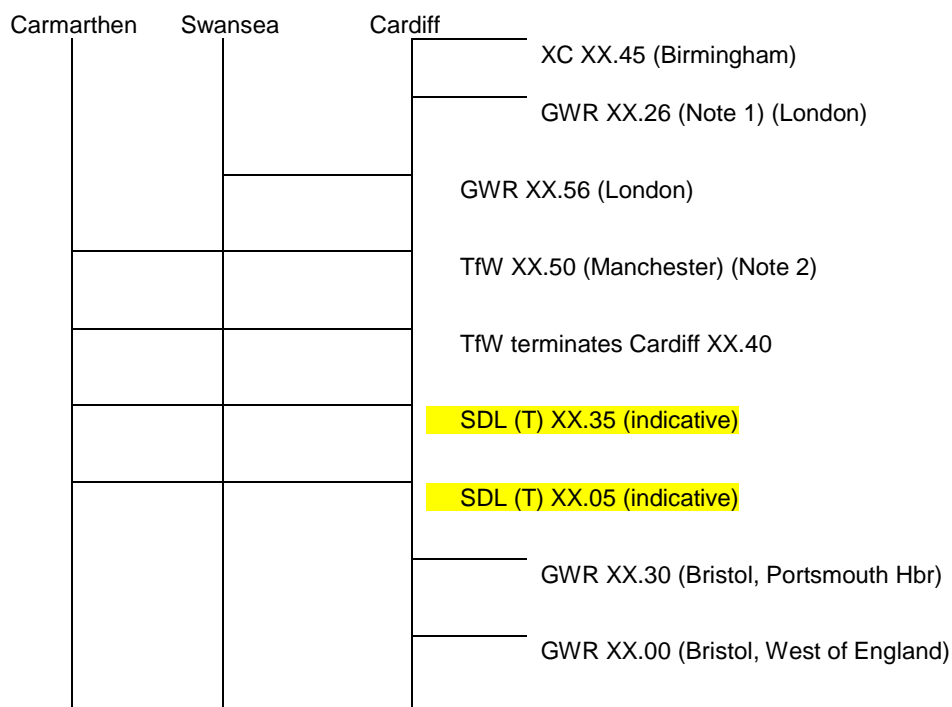 Carmarthen Swansea Cardiff
XC XX.45 (Birmingham)
GWR XX.26 (Note 1) (London)
GWR XX.56 (London)
TfW XX.50 (Manchester) (Note 2)
TfW terminates Cardiff XX.40
SDL (T) XX.35 (indicative)
SDL (T) XX.05 (indicative)
GWR XX.30 (Bristol, Portsmouth Hbr)
GWR XX.00 (Bristol, West of England)